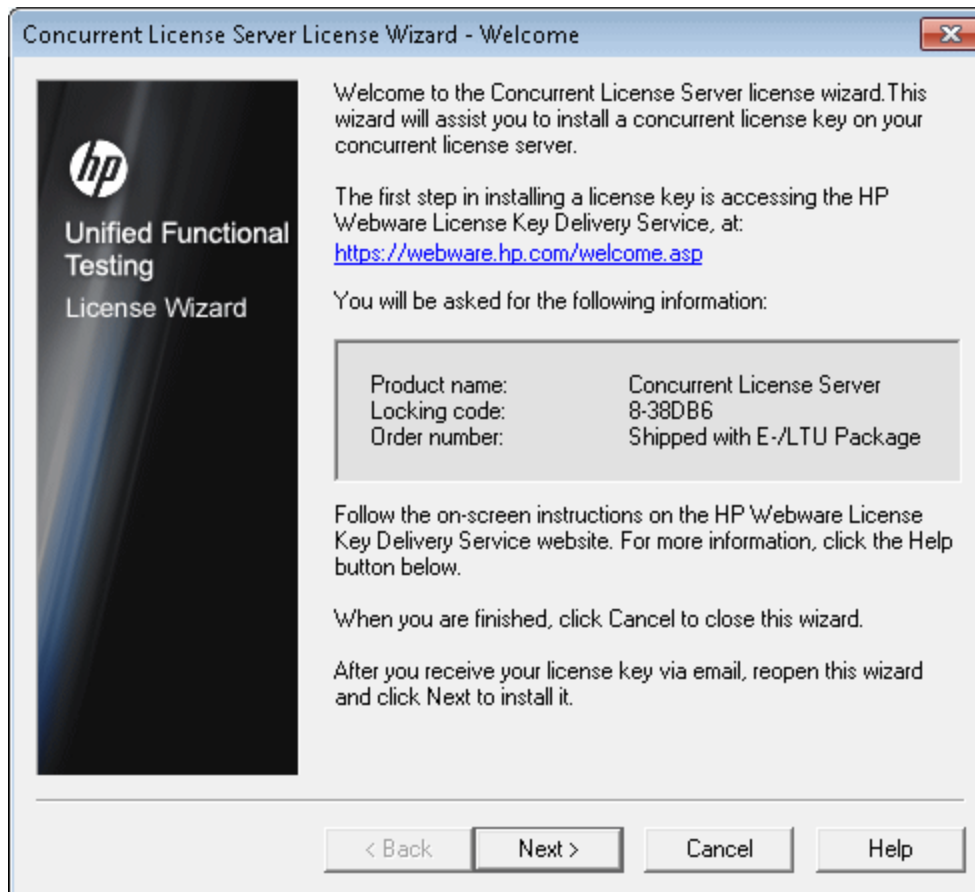 Concurrent License Server License Wizard - Welcome
hp
Unified Functional
Testing
License Wizard
Welcome to the Concurrent License Server license wizard.This
wizard will assist you to install a concurrent license key on your
concurrent license server.
The first step in installing a license key is accessing the HP
Webware License Key Delivery Service, at:
https://webware.hp.com/welcome.asp
You will be asked for the following information:
Product name: Concurrent License Server
Locking code: 8-38DB6
Order number: Shipped with E-/LTU Package
Follow the on-screen instructions on the HP Webware License
Key Delivery Service website. For more information, click the Help
button below.
When you are finished, click Cancel to close this wizard.
After you receive your license key via email, reopen this wizard
and click Next to install it.
< Back Next > Cancel Help